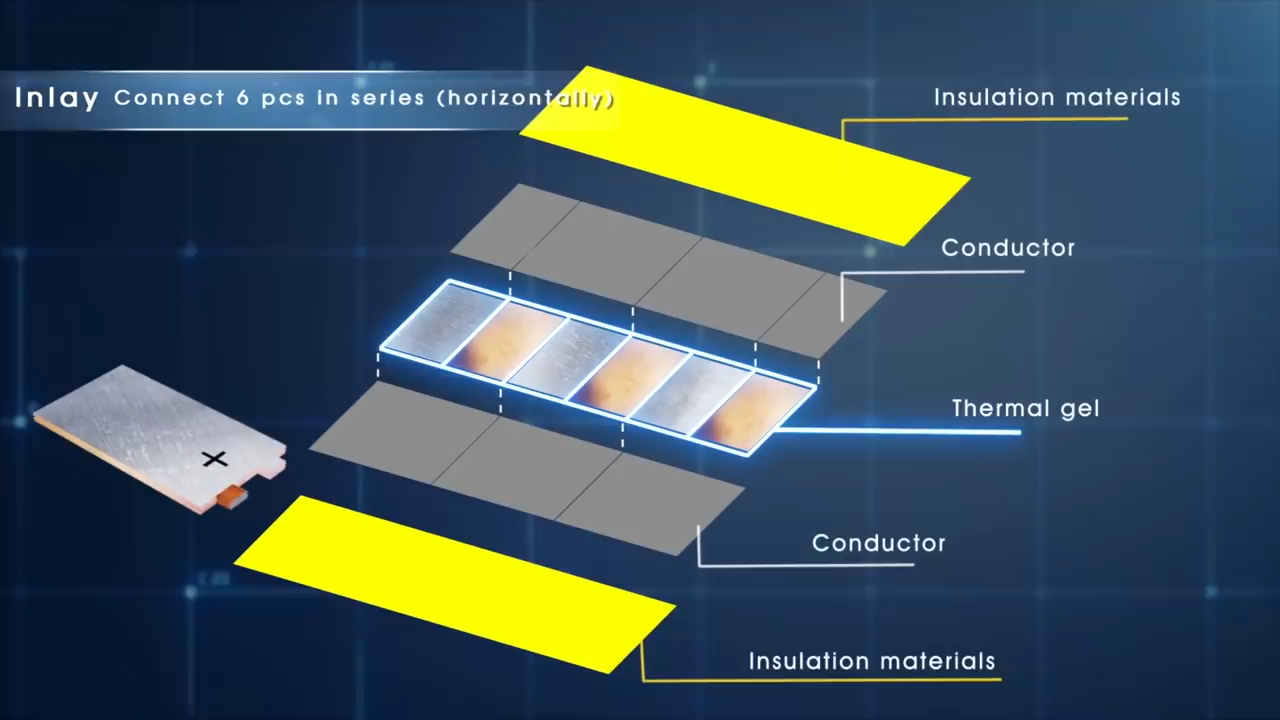 Inlay Connect 6 pcs in series (horizontally)
Insulation materials
Conductor
Thermal gel
Conductor
Insulation materials